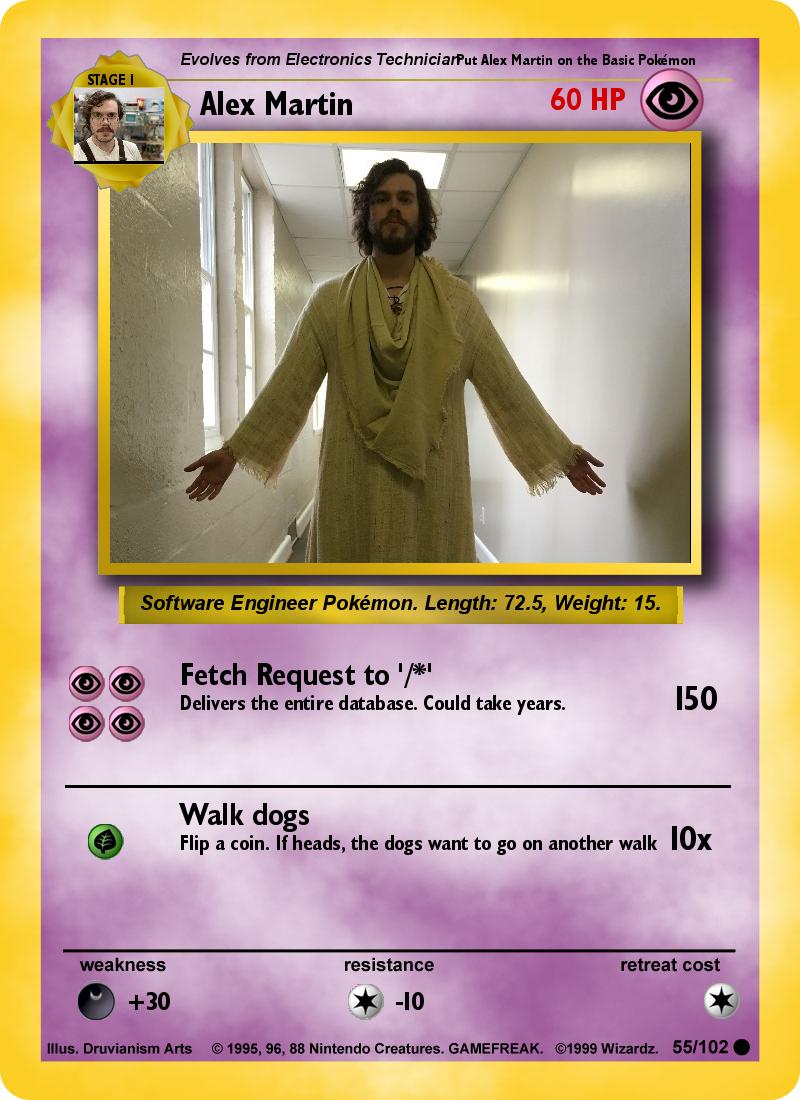 Evolves from Electronics Technician Put Alex Martin on the Basic Pokémon
STAGE I
Alex Martin
60 HP
Software Engineer Pokémon. Length: 72.5, Weight: 15.
Fetch Request to '/*'
Delivers the entire database. Could take years.
150
Walk dogs
Flip a coin. If heads, the dogs want to go on another walk
10x
weakness
resistance
retreat cost
+30
-10
Illus. Druvianism Arts © 1995, 96, 88 Nintendo Creatures. GAMEFREAK. ©1999 Wizardz. 55/102